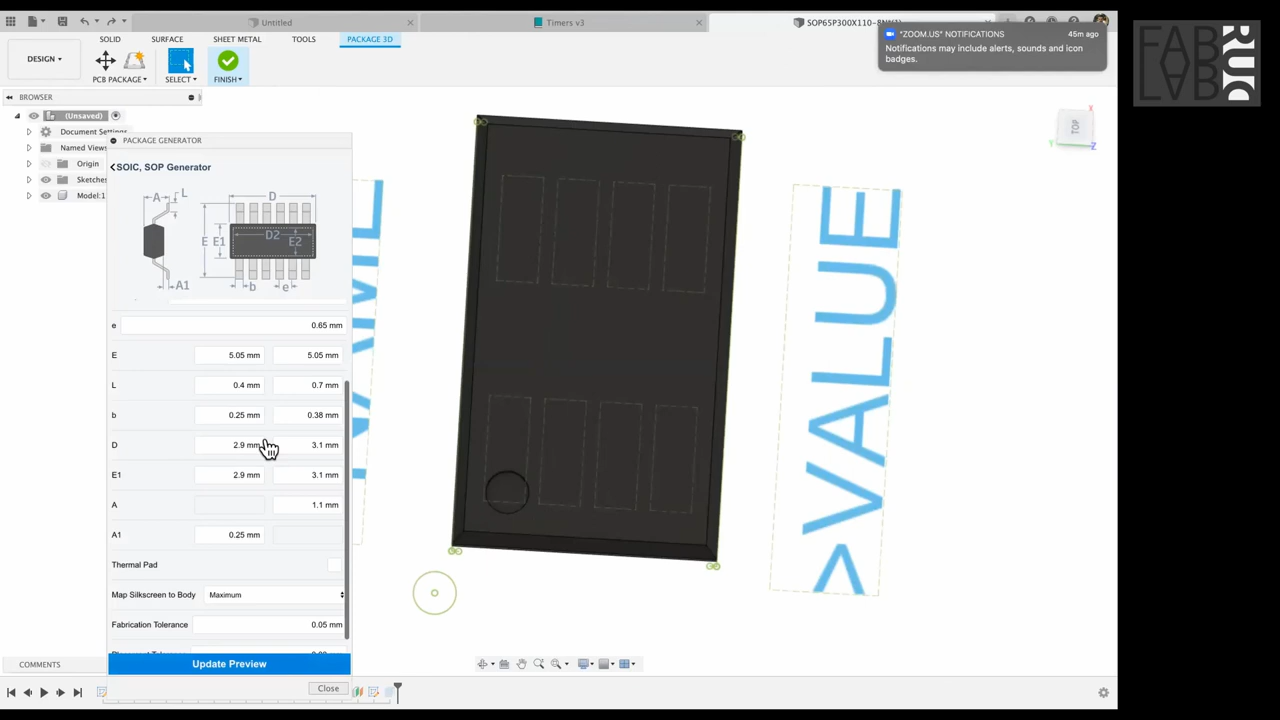 Untitled
Timers v3
SOP65P300X110-8N
"ZOOM.US" NOTIFICATIONS
45m ago
Notifications may include alerts, sounds and icon
badges.
SOLID
SURFACE
SHEET METAL
TOOLS
PACKAGE 3D
DESIGN
PCB PACKAGE
SELECT
FINISH
BROWSER
(Unsaved)
Document Settings
Named Views
Origin
Sketches
Model:1
PACKAGE GENERATOR
SOIC, SOP Generator
A L D E E1 D2 E2 A1 b e
e 0.65 mm
E 5.05 mm 5.05 mm
L 0.4 mm 0.7 mm
b 0.25 mm 0.38 mm
D 2.9 mm 3.1 mm
E1 2.9 mm 3.1 mm
A 1.1 mm
A1 0.25 mm
Thermal Pad
Map Silkscreen to Body Maximum
Fabrication Tolerance 0.05 mm
Update Preview
Close
COMMENTS
>VALUE
TOP
X
Y
Z
FAB
LAB
RUC